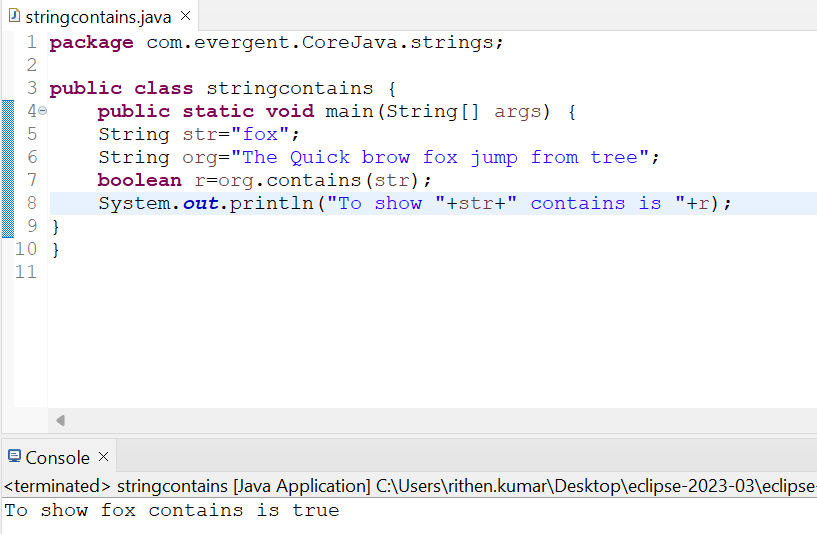 stringcontains.java ×
1 package com.evergent.CoreJava.strings;
2
3 public class stringcontains {
4 public static void main(String[] args) {
5 String str="fox";
6 String org="The Quick brow fox jump from tree";
7 boolean r=org.contains(str);
8 System.out.println("To show "+str+" contains is "+r);
9 }
10 }
11
Console ×
<terminated> stringcontains [Java Application] C:\Users\rithen.kumar\Desktop\eclipse-2023-03\eclipse-
To show fox contains is true